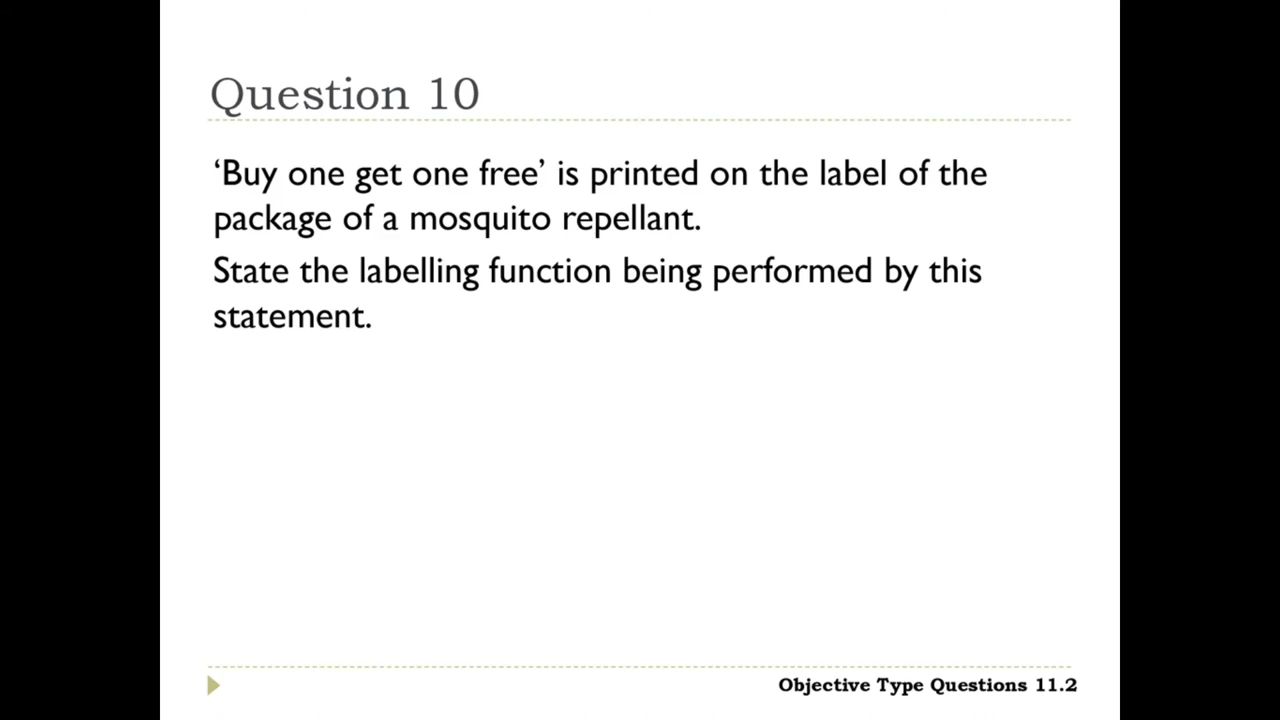 Question 10
‘Buy one get one free’ is printed on the label of the
package of a mosquito repellant.
State the labelling function being performed by this
statement.
Objective Type Questions 11.2